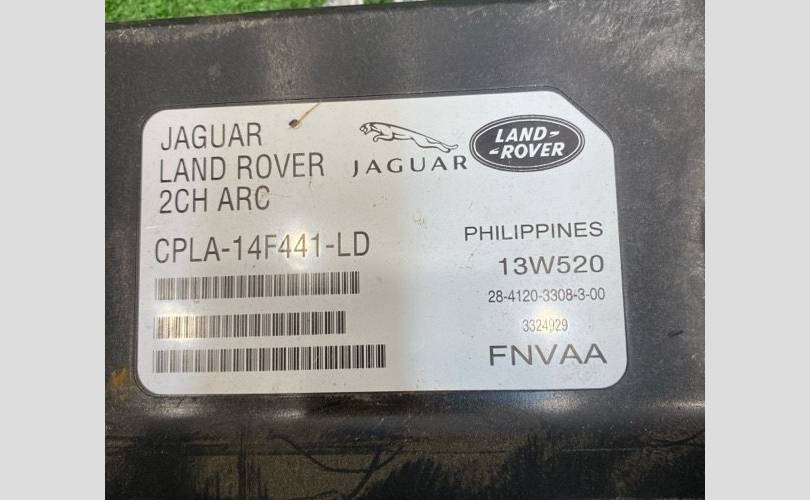 JAGUAR
LAND ROVER
2CH ARC
JAGUAR
LAND-
-ROVER
CPLA-14F441-LD
PHILIPPINES
13W520
28-4120-3308-3-00
3324929
FNVAA